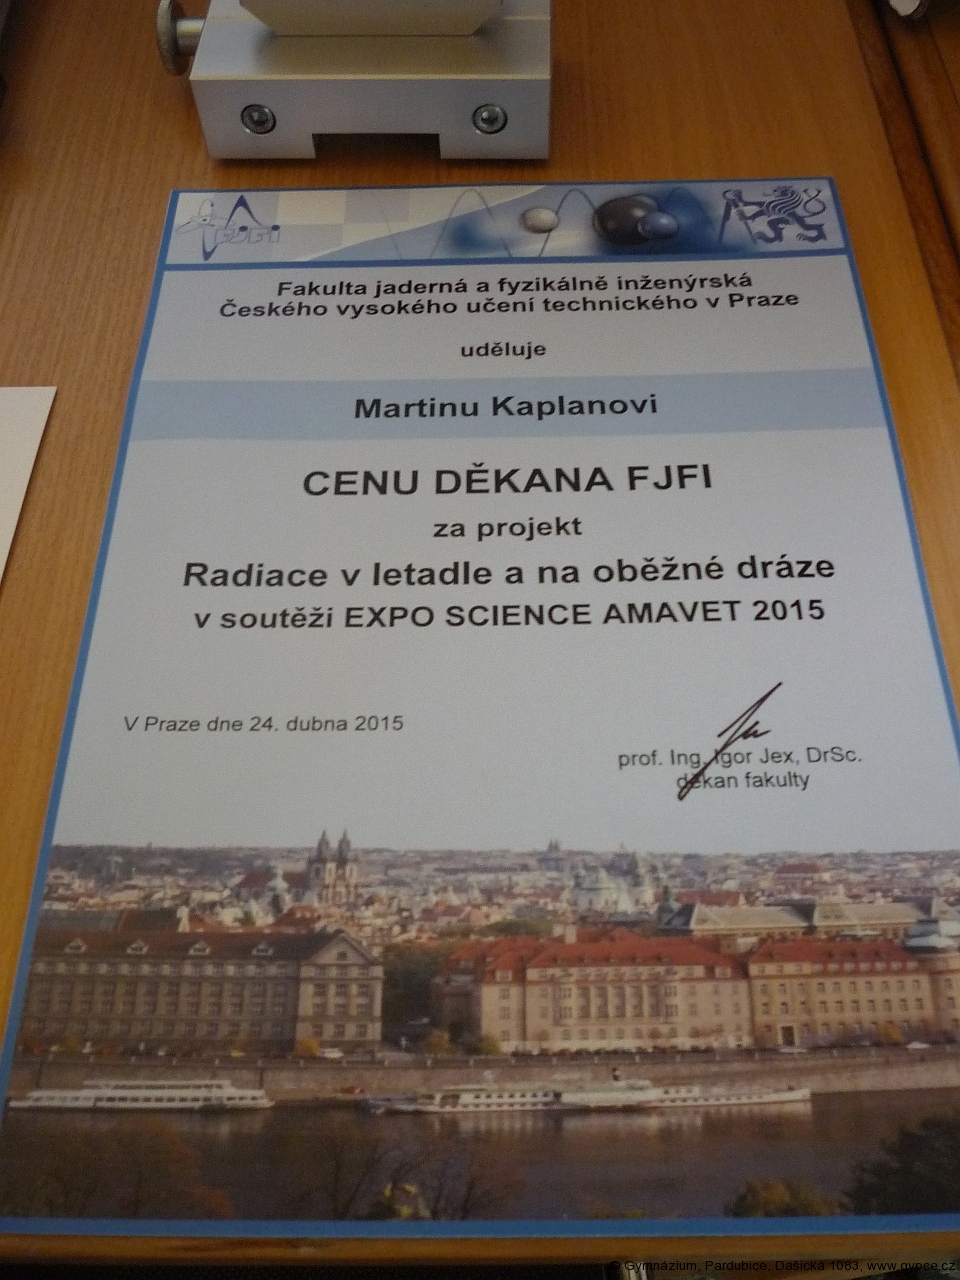 FJFI
Fakulta jaderná a fyzikálně inženýrská
Českého vysokého učení technického v Praze
uděluje
Martinu Kaplanovi
CENU DĚKANA FJFI
za projekt
Radiace v letadle a na oběžné dráze
v soutěži EXPO SCIENCE AMAVET 2015
V Praze dne 24. dubna 2015
prof. Ing. Igor Jex, DrSc.
děkan fakulty
© Gymnázium, Pardubice, Dašická 1083, www.gypce.cz